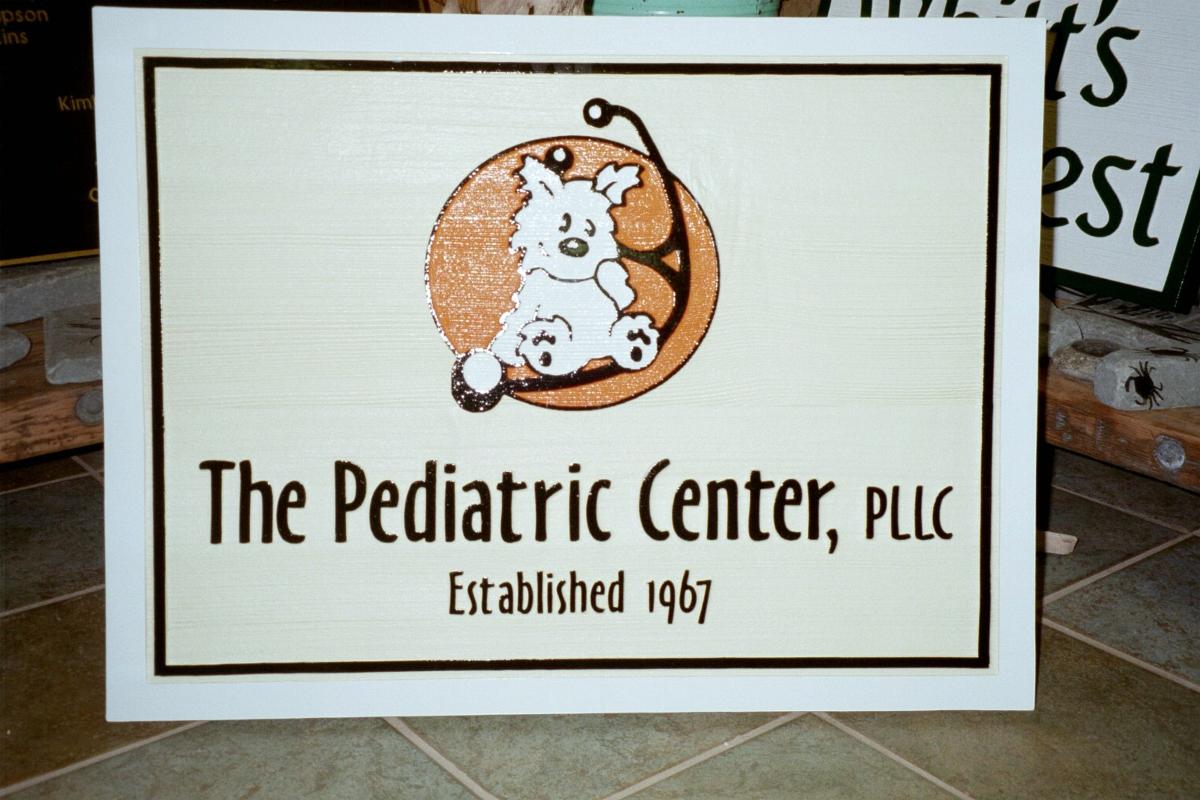 The Pediatric Center, PLLC
Established 1967